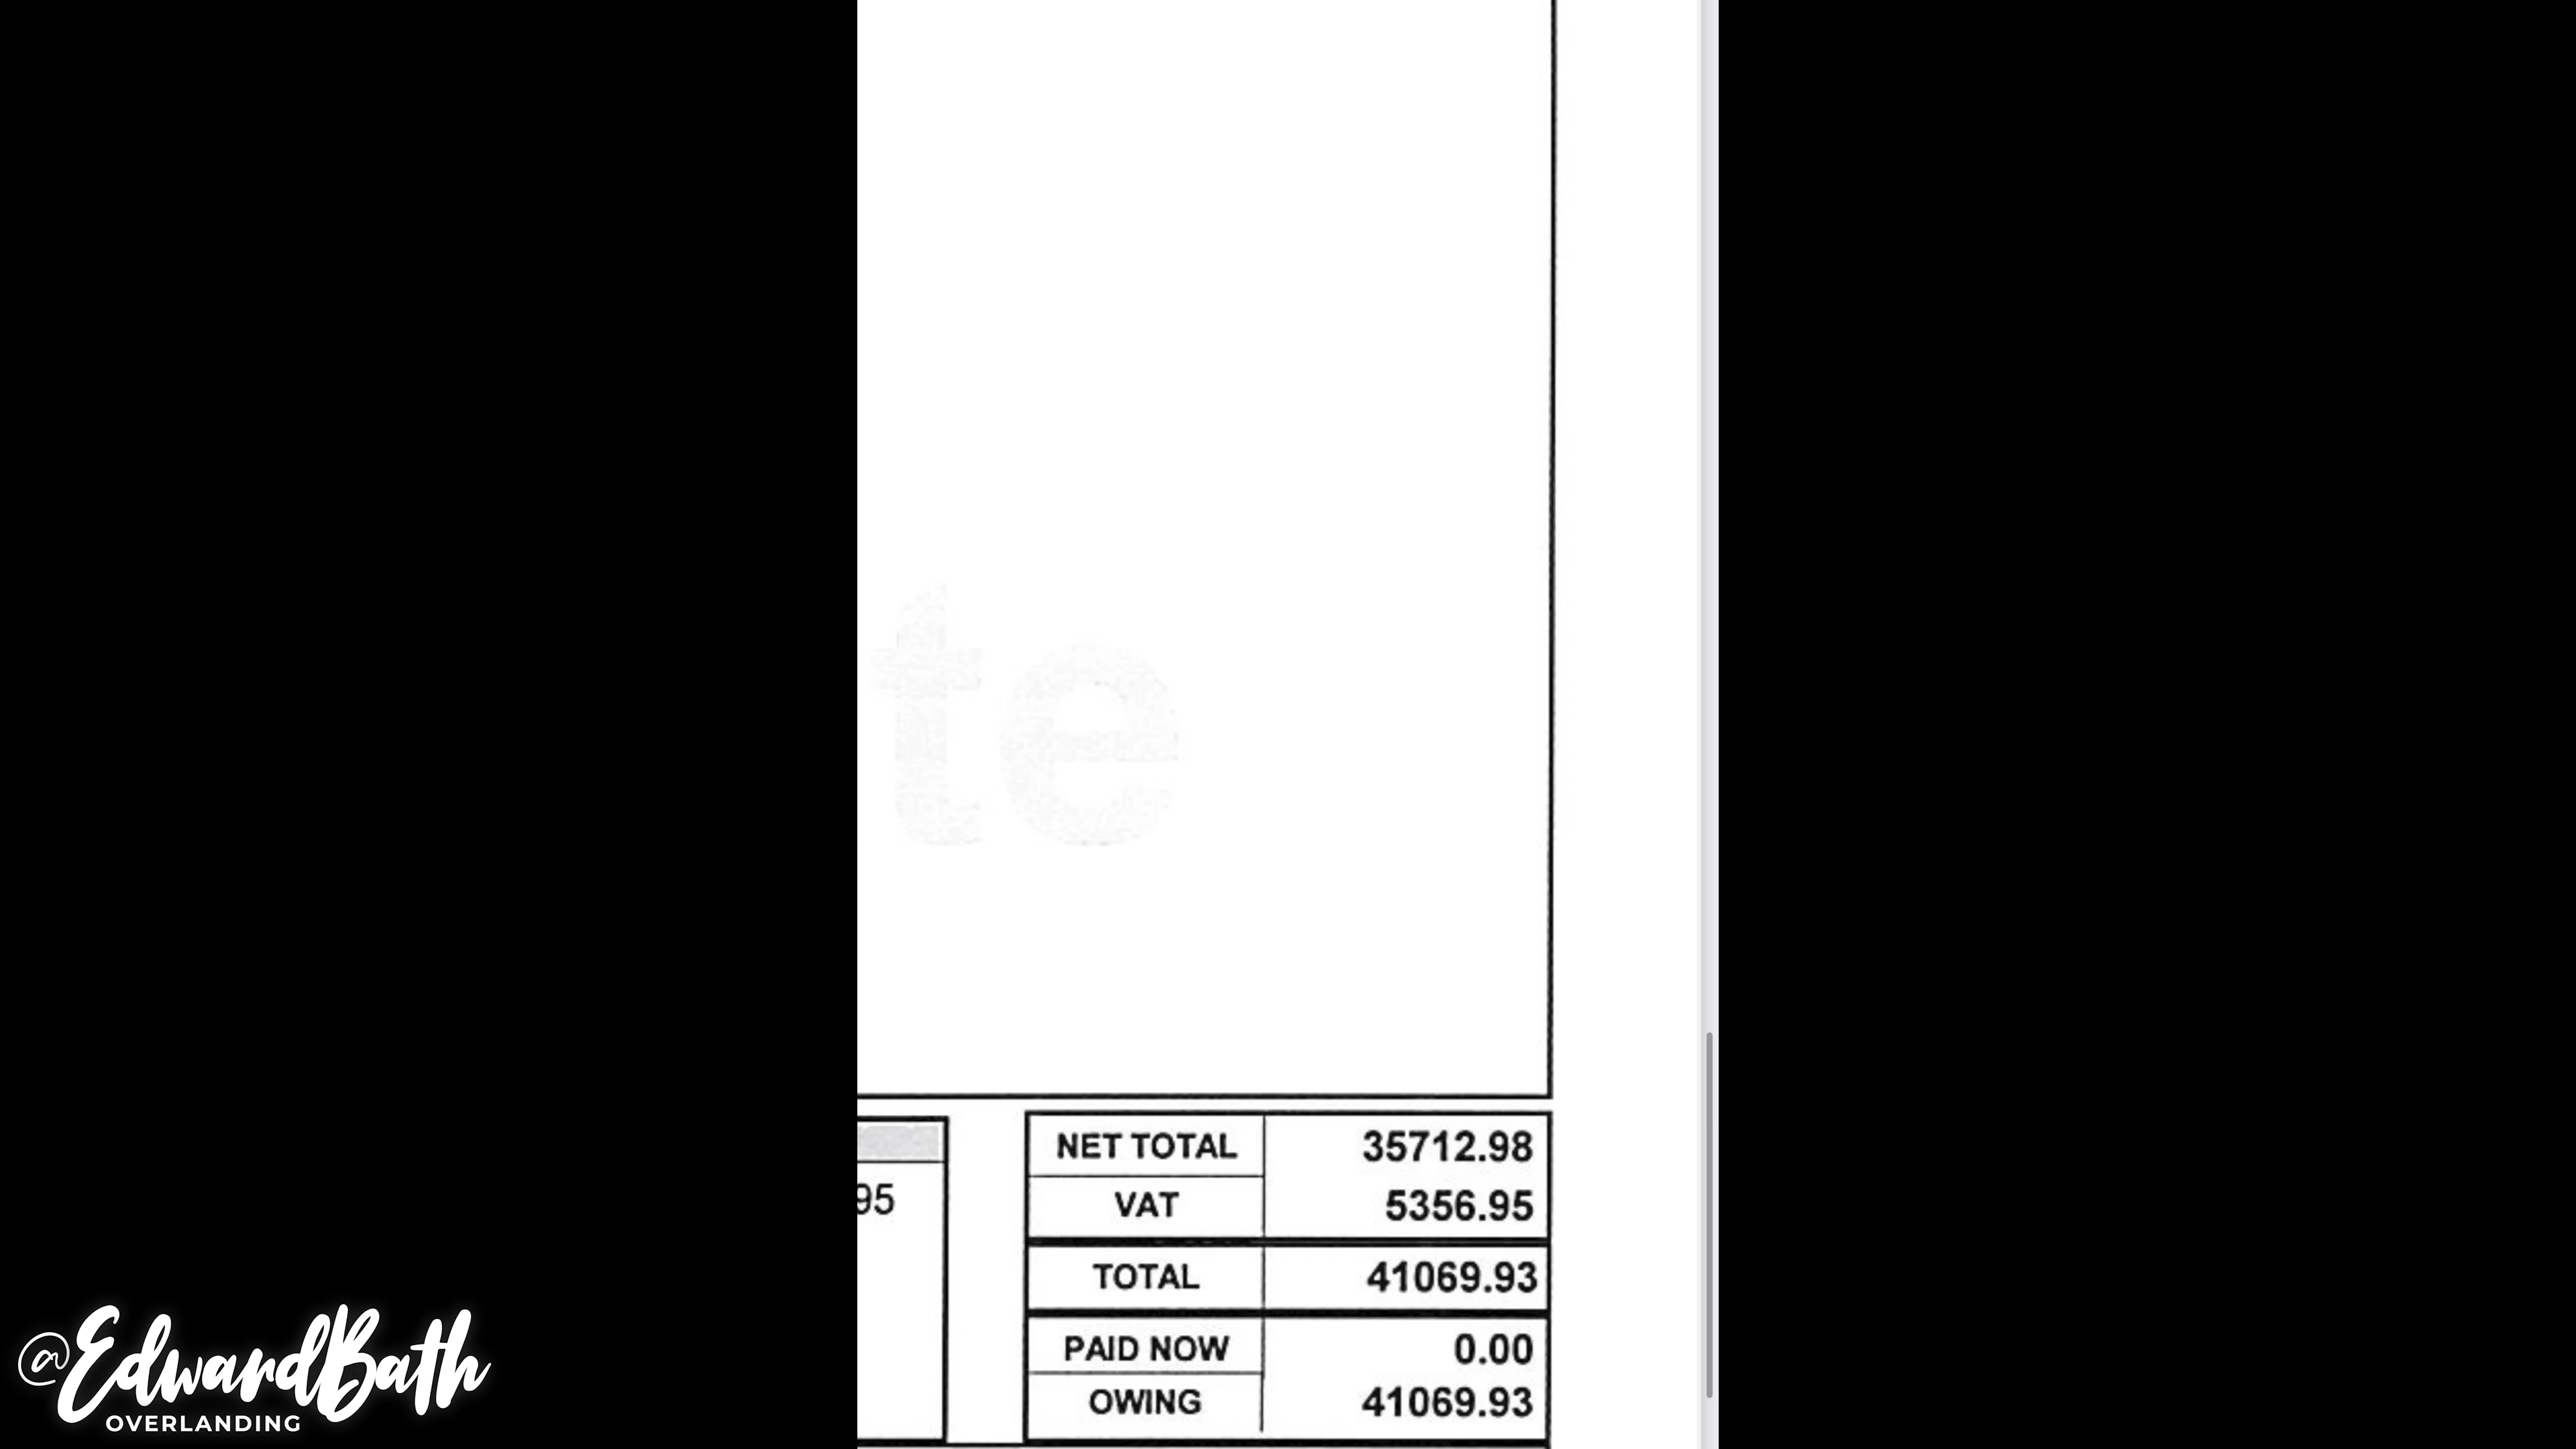 te
NET TOTAL 35712.98
95
VAT 5356.95
TOTAL 41069.93
PAID NOW 0.00
OWING 41069.93
@EdwardBath
OVERLANDING